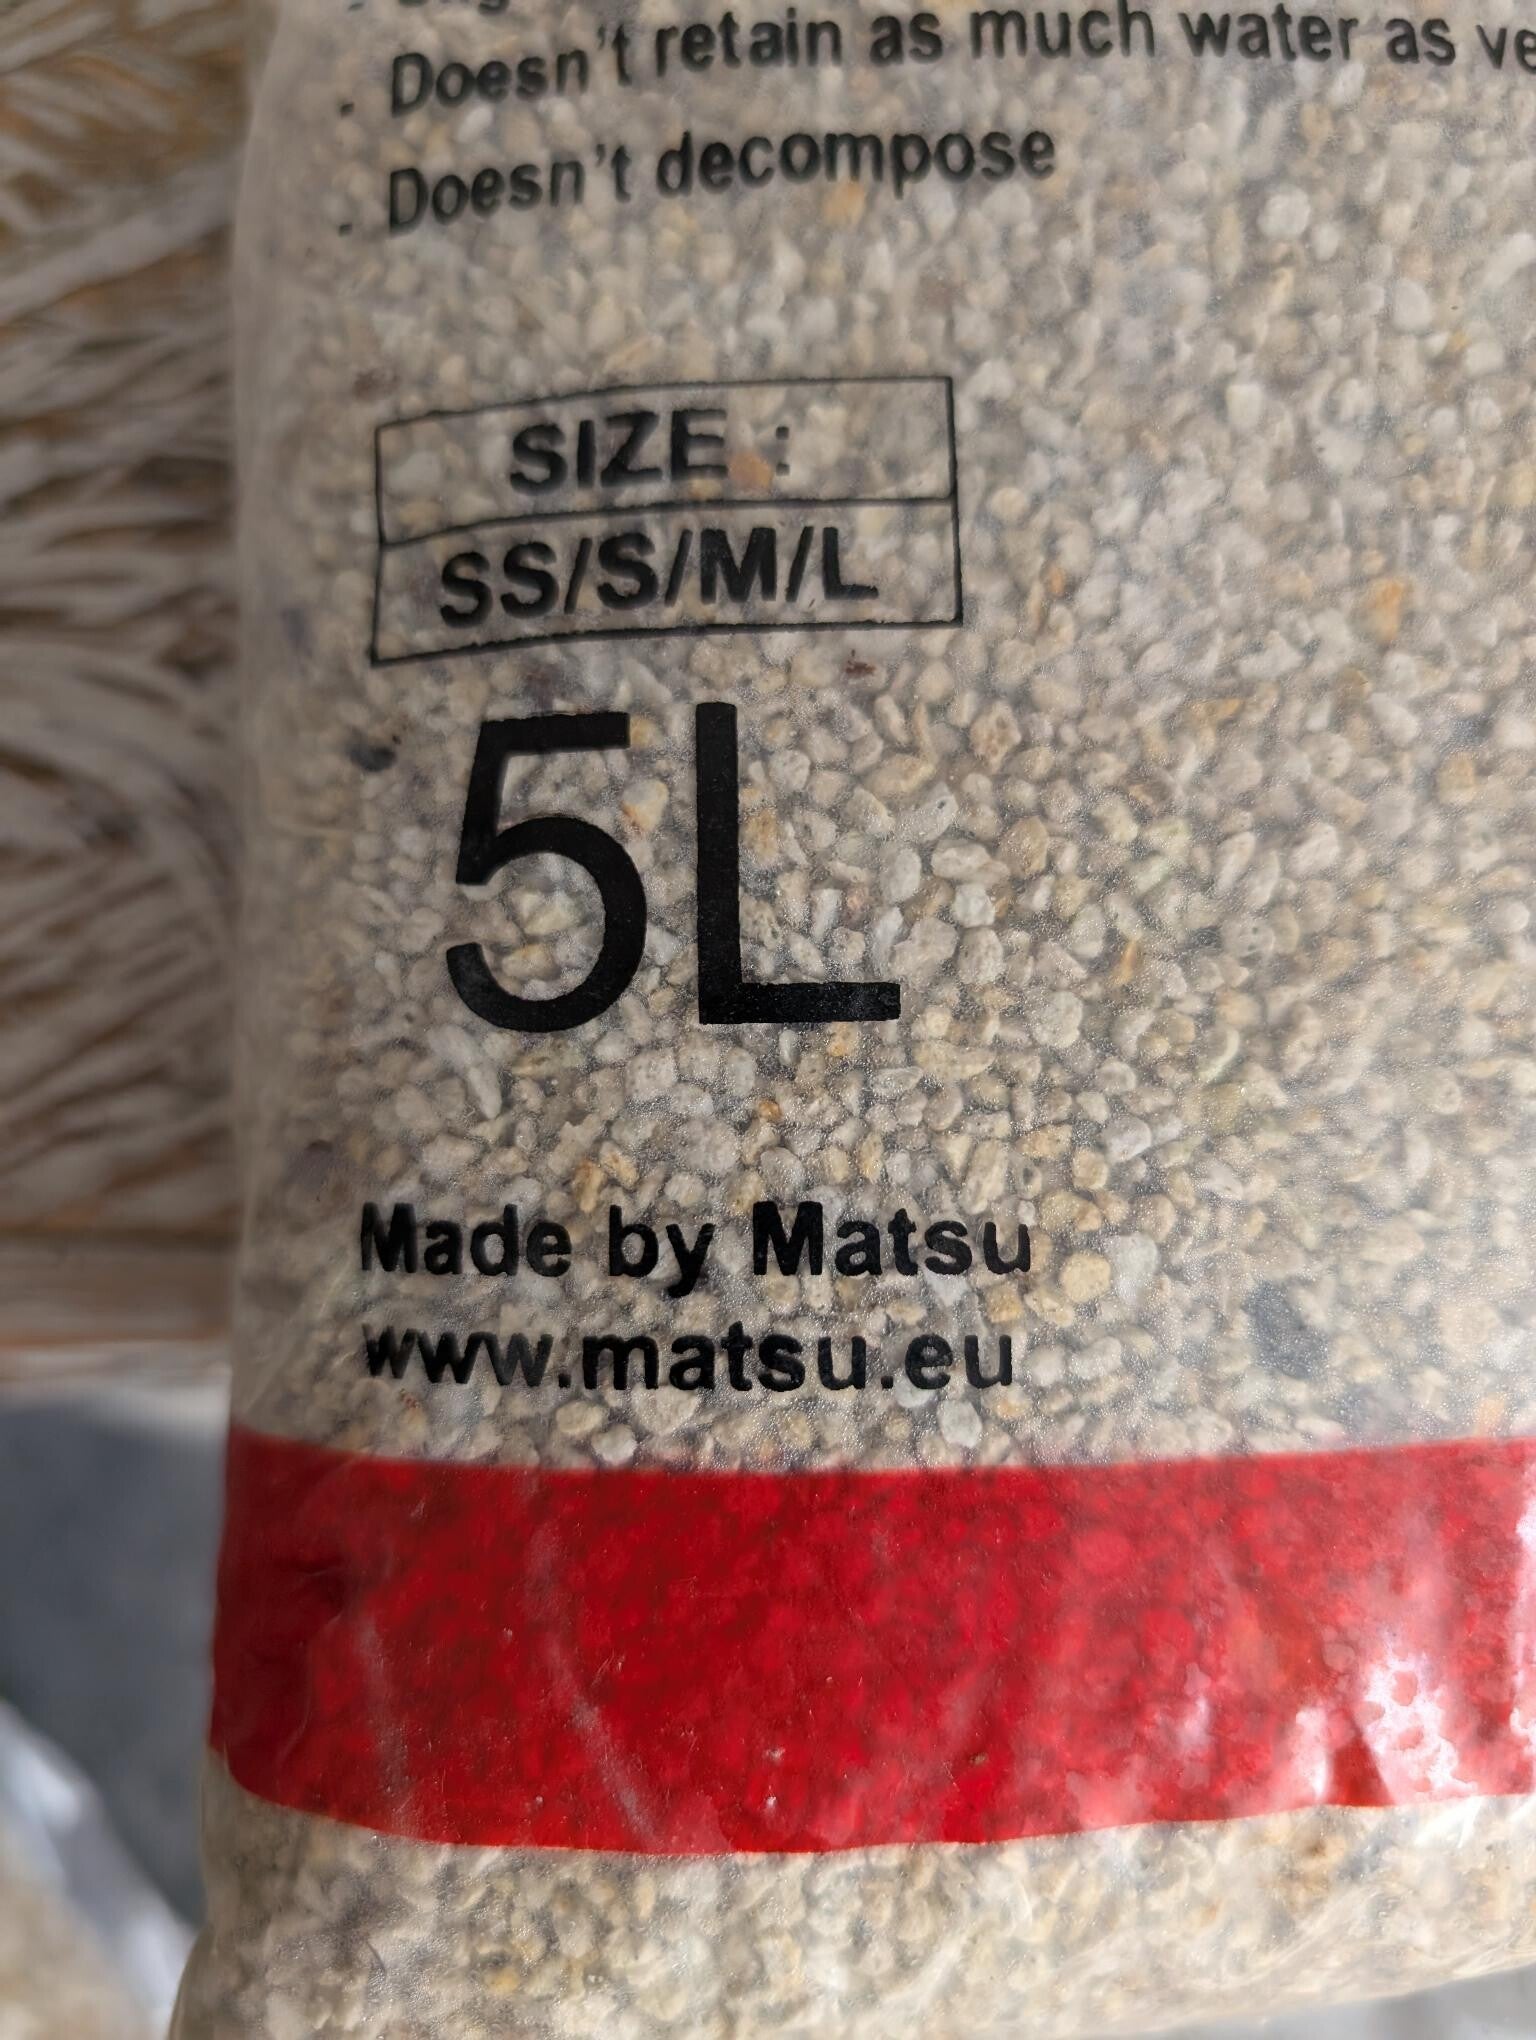 . Doesn't retain as much water as
. Doesn't decompose
SIZE :
SS/S/M/L
5L
Made by Matsu
www.matsu.eu